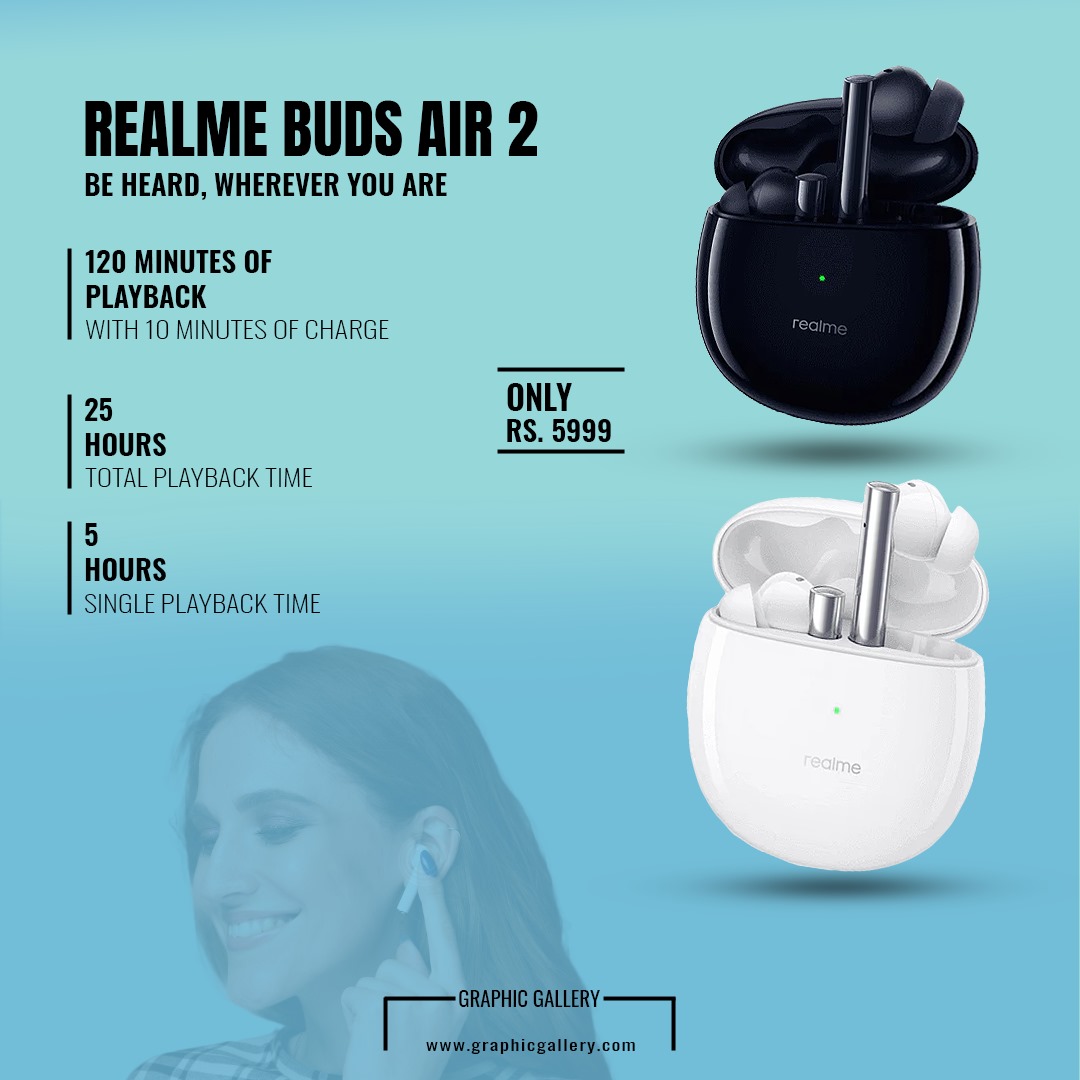 REALME BUDS AIR 2
BE HEARD, WHEREVER YOU ARE
120 MINUTES OF
PLAYBACK
WITH 10 MINUTES OF CHARGE
25
HOURS
TOTAL PLAYBACK TIME
5
HOURS
SINGLE PLAYBACK TIME
ONLY
RS. 5999
realme
realme
GRAPHIC GALLERY
www.graphicgallery.com